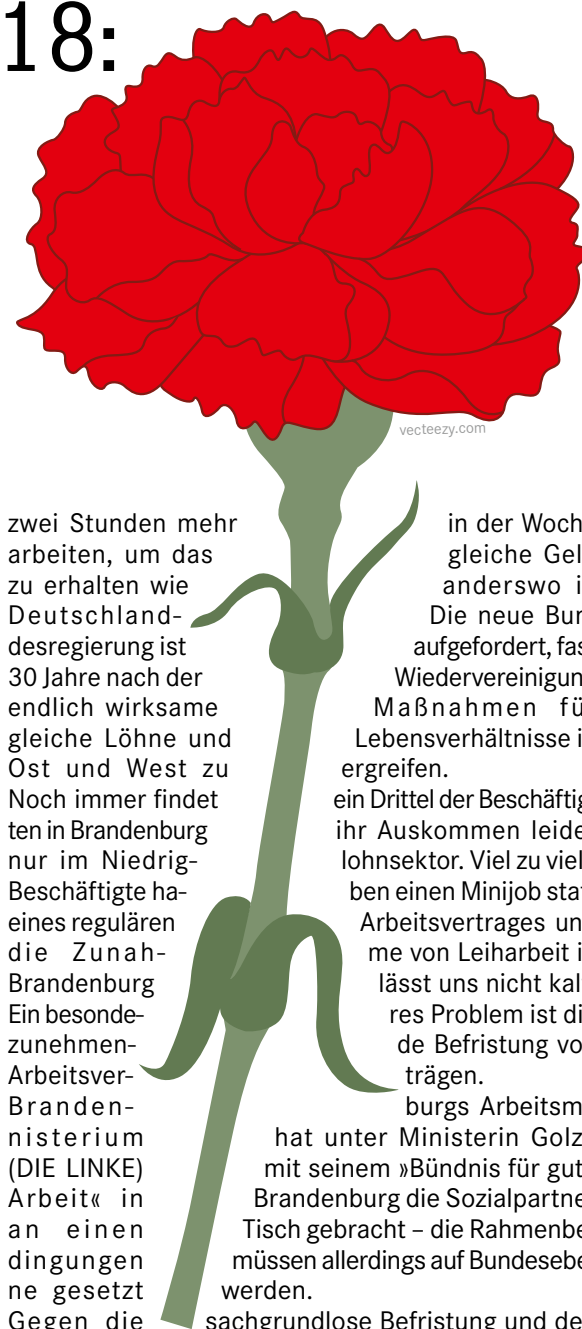 18:
vecteezy.com
zwei Stunden mehr in der Woch
arbeiten, um das gleiche Gel
zu erhalten wie anderswo i
Deutschland- Die neue Bun
desregierung ist aufgefordert, fas
30 Jahre nach der Wiedervereinigun
endlich wirksame Maßnahmen fü
gleiche Löhne und Lebensverhältnisse i
Ost und West zu ergreifen.
Noch immer findet ein Drittel der Beschäftig
ten in Brandenburg ihr Auskommen leide
nur im Niedrig- lohnsektor. Viel zu viel
Beschäftigte ha- ben einen Minijob stat
eines regulären Arbeitsvertrages un
die Zunah- me von Leiharbeit i
Brandenburg lässt uns nicht kal
Ein besonde- res Problem ist di
zunehmen- de Befristung vo
Arbeitsver- trägen.
Branden- burgs Arbeitsm
nisterium hat unter Ministerin Golz
(DIE LINKE) mit seinem »Bündnis für gut
Arbeit« in Brandenburg die Sozialpartne
an einen Tisch gebracht – die Rahmenbe
dingungen müssen allerdings auf Bundesebe
ne gesetzt werden.
Gegen die sachgrundlose Befristung und de